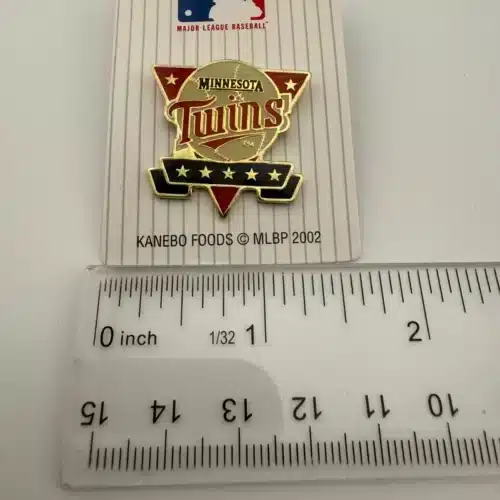 MAJOR LEAGUE BASEBALL
MINNESOTA
Twins
KANEBO FOODS © MLBP 2002
0 inch 1/32 1 2
15 14 13 12 11 10